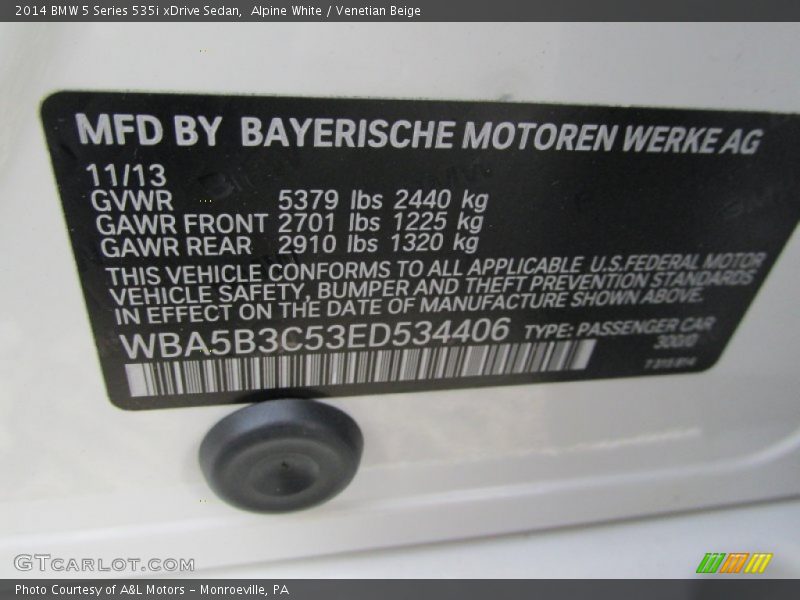 2014 BMW 5 Series 535i xDrive Sedan,  Alpine White / Venetian Beige
MFD BY BAYERISCHE MOTOREN WERKE AG
11/13
GVWR 5379 lbs 2440 kg
GAWR FRONT 2701 lbs 1225 kg
GAWR REAR 2910 lbs 1320 kg
THIS VEHICLE CONFORMS TO ALL APPLICABLE U.S.FEDERAL MOTOR
VEHICLE SAFETY, BUMPER AND THEFT PREVENTION STANDARDS
IN EFFECT ON THE DATE OF MANUFACTURE SHOWN ABOVE.
WBA5B3C53ED534406 TYPE: PASSENGER CAR
300/0
GTCARLOT.COM
Photo Courtesy of A&L Motors - Monroeville, PA